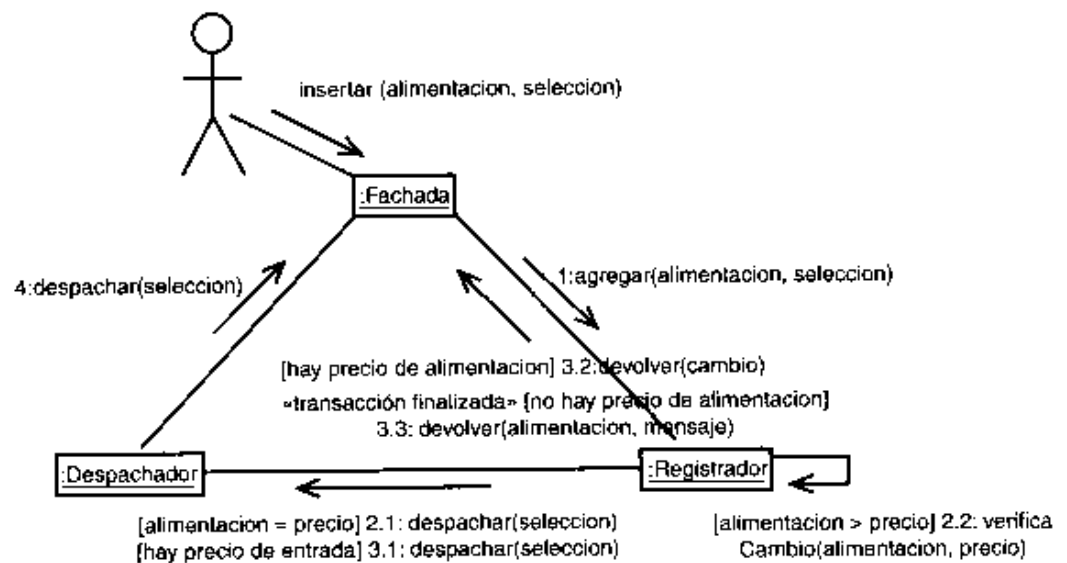 insertar (alimentacion, seleccion)
:Fachada
4:despachar(seleccion)
1:agregar(alimentacion, seleccion)
[hay precio de alimentacion] 3.2:devolver(cambio)
«transacción finalizada» [no hay precio de alimentacion]
3.3: devolver(alimentacion, mensaje)
:Despachador
:Registrador
[alimentacion = precio] 2.1: despachar(seleccion)
[hay precio de entrada] 3.1: despachar(seleccion)
[alimentacion > precio] 2.2: verifica
Cambio(alimentacion, precio)